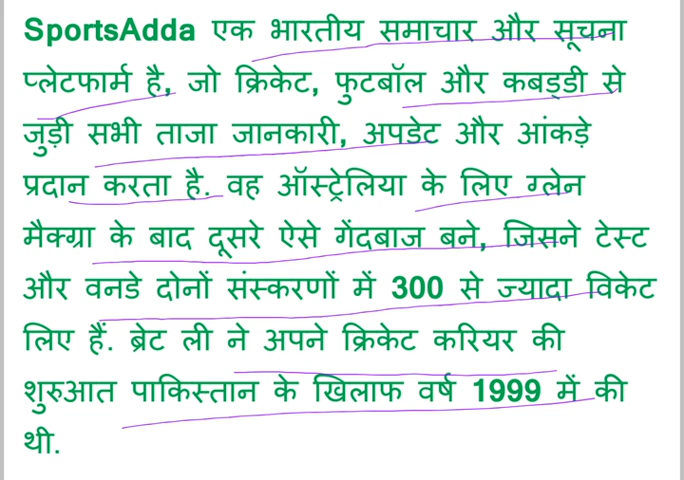 SportsAdda एक भारतीय समाचार और सूचना
प्लेटफार्म है, जो क्रिकेट, फुटबॉल और कबड्डी से
जुड़ी सभी ताजा जानकारी, अपडेट और आंकड़े
प्रदान करता है. वह ऑस्ट्रेलिया के लिए ग्लेन
मैक्ग्रा के बाद दूसरे ऐसे गेंदबाज बने, जिसने टेस्ट
और वनडे दोनों संस्करणों में 300 से ज्यादा विकेट
लिए हैं. ब्रेट ली ने अपने क्रिकेट करियर की
शुरुआत पाकिस्तान के खिलाफ वर्ष 1999 में की
थी.